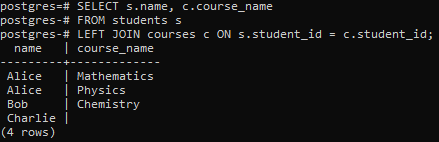 postgres=# SELECT s.name, c.course_name
postgres-# FROM students s
postgres-# LEFT JOIN courses c ON s.student_id = c.student_id;
  name   | course_name
---------+-------------
 Alice   | Mathematics
 Alice   | Physics
 Bob     | Chemistry
 Charlie |
(4 rows)